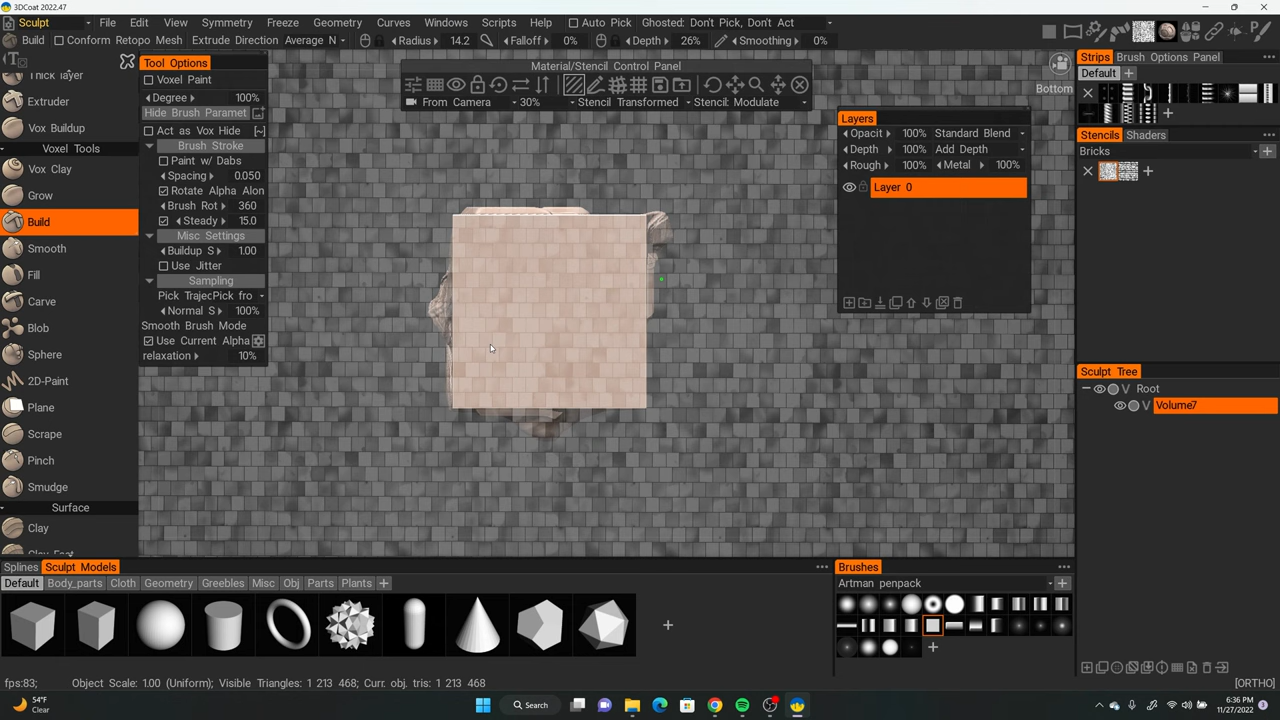 3DCoat 2022.47
Sculpt File Edit View Symmetry Freeze Geometry Curves Windows Scripts Help Auto Pick Ghosted: Don't Pick, Don't Act
Build Conform Retopo Mesh Extrude Direction Average N Radius 14.2 Falloff 0% Depth 26% Smoothing 0%
Tool Options
Voxel Paint
Degree 100%
Hide Brush Paramet
Act as Vox Hide [~]
Brush Stroke
Paint w/ Dabs
Spacing 0.050
Rotate Alpha Alon
Brush Rot 360
Steady 15.0
Misc Settings
Buildup S 1.00
Use Jitter
Sampling
Pick TrajecPick fro
Normal S 100%
Smooth Brush Mode
Use Current Alpha
relaxation 10%
Thick layer
Extruder
Vox Buildup
Voxel Tools
Vox Clay
Grow
Build
Smooth
Fill
Carve
Blob
Sphere
2D-Paint
Plane
Scrape
Pinch
Smudge
Surface
Clay
Material/Stencil Control Panel
From Camera 30% Stencil Transformed Stencil: Modulate
Bottom
Layers
Opacit 100% Standard Blend
Depth 100% Add Depth
Rough 100% Metal 100%
Layer 0
Strips Brush Options Panel
Default
Stencils Shaders
Bricks
Sculpt Tree
V Root
V Volume7
Splines Sculpt Models
Default Body_parts Cloth Geometry Greebles Misc Obj Parts Plants
Brushes
Artman penpack
fps:83; Object Scale: 1.00 (Uniform); Visible Triangles: 1 213 468; Curr. obj. tris: 1 213 468 [ORTHO]
54°F
Clear
Search
6:36 PM
11/27/2022